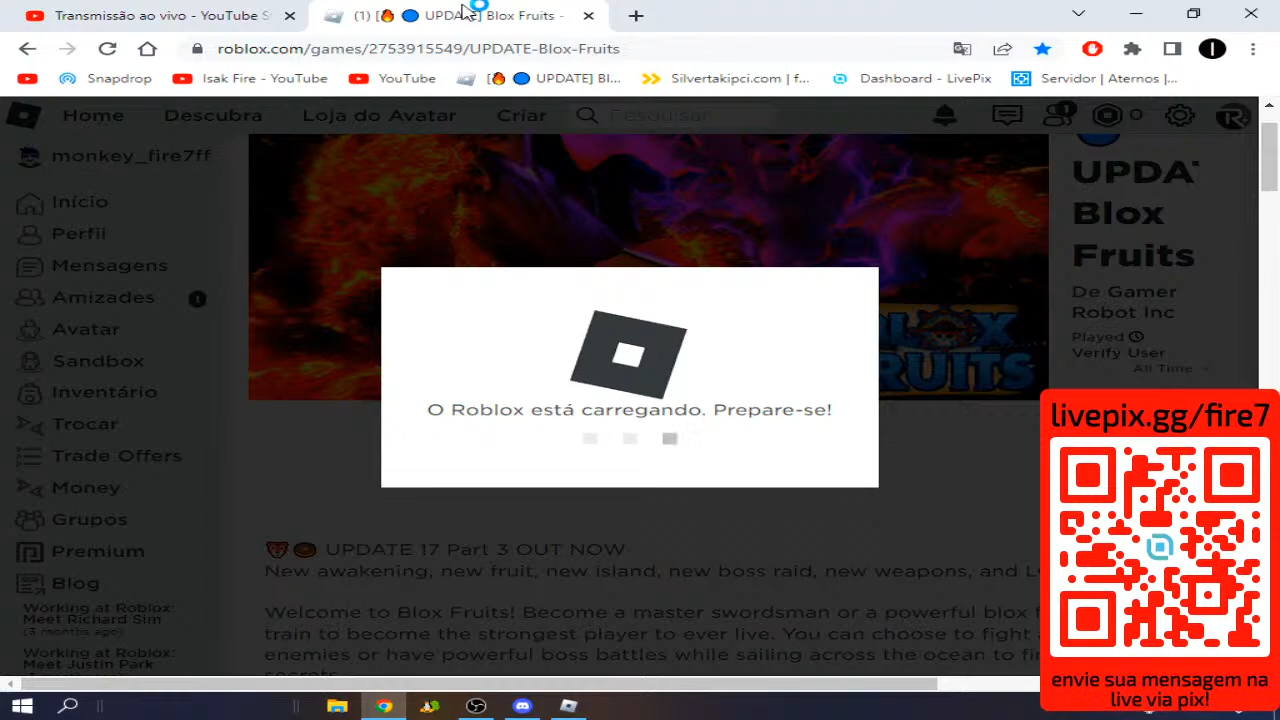 Transmissão ao vivo - YouTube S
(1) [🔥 🔵 UPDATE] Blox Fruits -
roblox.com/games/2753915549/UPDATE-Blox-Fruits
Snapdrop
Isak Fire - YouTube
YouTube
[🔥 🔵 UPDATE] Bl...
Silvertakipci.com | f...
Dashboard - LivePix
Servidor | Aternos |...
Home
Descubra
Loja do Avatar
Criar
Pesquisar
1
0
monkey_fire7ff
Início
Perfil
Mensagens
Amizades
1
Avatar
Sandbox
Inventário
Trocar
Trade Offers
Money
Grupos
Premium
Blog
Working at Roblox:
Meet Richard Sim
(3 months ago)
Working at Roblox:
Meet Justin Park
BLOX
FRUITS
UPDAT
Blox
Fruits
De Gamer
Robot Inc
Played
Verify User
All Time
O Roblox está carregando. Prepare-se!
UPDATE 17 Part 3 OUT NOW
New awakening, new fruit, new island, new boss raid, new weapons, and L
Welcome to Blox Fruits! Become a master swordsman or a powerful blox f
train to become the strongest player to ever live. You can choose to fight
enemies or have powerful boss battles while sailing across the ocean to fi
livepix.gg/fire7
envie sua mensagem na
live via pix!